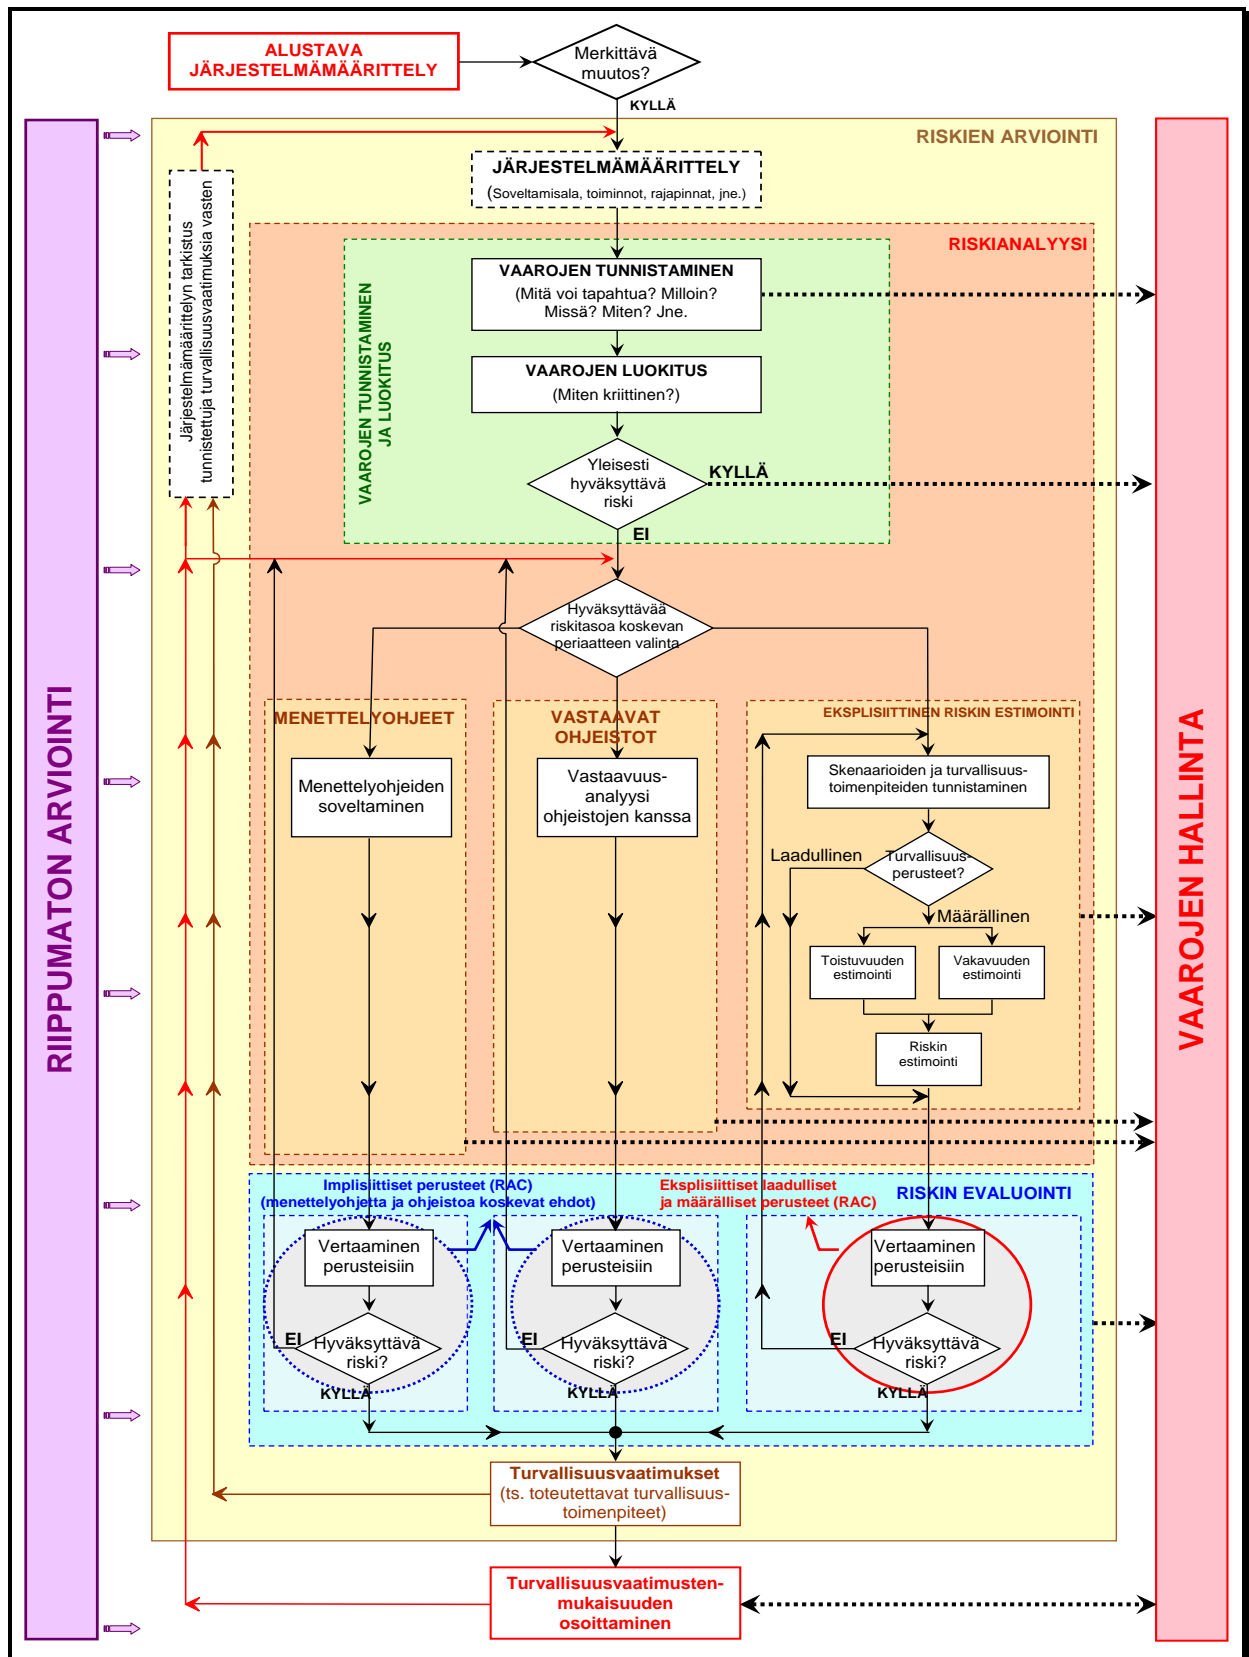 ALUSTAVA
JÄRJESTELMÄMÄÄRITTELY
Merkittävä
muutos?
KYLLÄ
RISKIEN ARVIOINTI
JÄRJESTELMÄMÄÄRITTELY
(Soveltamisala, toiminnot, rajapinnat, jne.)
Järjestelmämäärittelyn tarkistus
tunnistettuja turvallisuusvaatimuksia vasten
RISKIANALYYSI
VAAROJEN TUNNISTAMINEN
JA LUOKITUS
VAAROJEN TUNNISTAMINEN
(Mitä voi tapahtua? Milloin?
Missä? Miten? Jne.
VAAROJEN LUOKITUS
(Miten kriittinen?)
Yleisesti
hyväksyttävä
riski
KYLLÄ
EI
Hyväksyttävää
riskitasoa koskevan
periaatteen valinta
RIIPPUMATON ARVIOINTI
VAAROJEN HALLINTA
MENETTELYOHJEET
VASTAAVAT
OHJEISTOT
EKSPLISIITTINEN RISKIN ESTIMOINTI
Menettelyohjeiden
soveltaminen
Vastaavuus-
analyysi
ohjeistojen kanssa
Skenaarioiden ja turvallisuus-
toimenpiteiden tunnistaminen
Laadullinen
Turvallisuus-
perusteet?
Määrällinen
Toistuvuuden
estimointi
Vakavuuden
estimointi
Riskin
estimointi
Implisiittiset perusteet (RAC)
(menettelyohjetta ja ohjeistoa koskevat ehdot)
Eksplisiittiset laadulliset
ja määrälliset perusteet (RAC)
RISKIN EVALUOINTI
Vertaaminen
perusteisiin
Vertaaminen
perusteisiin
Vertaaminen
perusteisiin
EI
Hyväksyttävä
riski?
EI
Hyväksyttävä
riski?
EI
Hyväksyttävä
riski?
KYLLÄ
KYLLÄ
KYLLÄ
Turvallisuusvaatimukset
(ts. toteutettavat turvallisuus-
toimenpiteet)
Turvallisuusvaatimusten-
mukaisuuden
osoittaminen